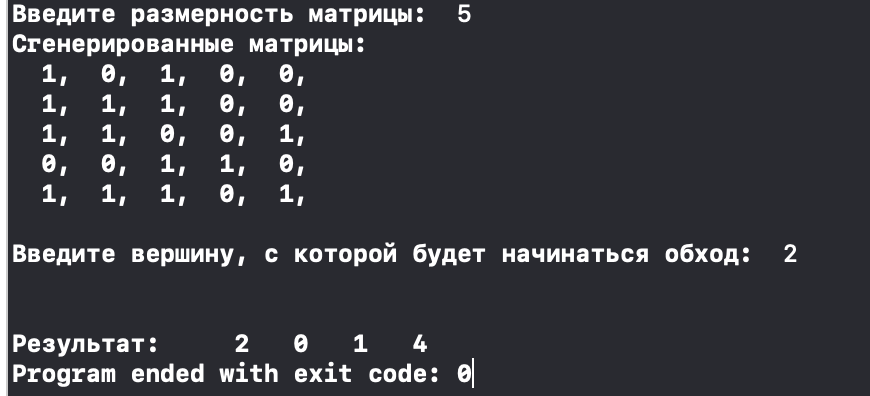 Введите размерность матрицы:  5
Сгенерированные матрицы:
  1,  0,  1,  0,  0,
  1,  1,  1,  0,  0,
  1,  1,  0,  0,  1,
  0,  0,  1,  1,  0,
  1,  1,  1,  0,  1,
Введите вершину, с которой будет начинаться обход:  2
Результат:     2   0   1   4
Program ended with exit code: 0